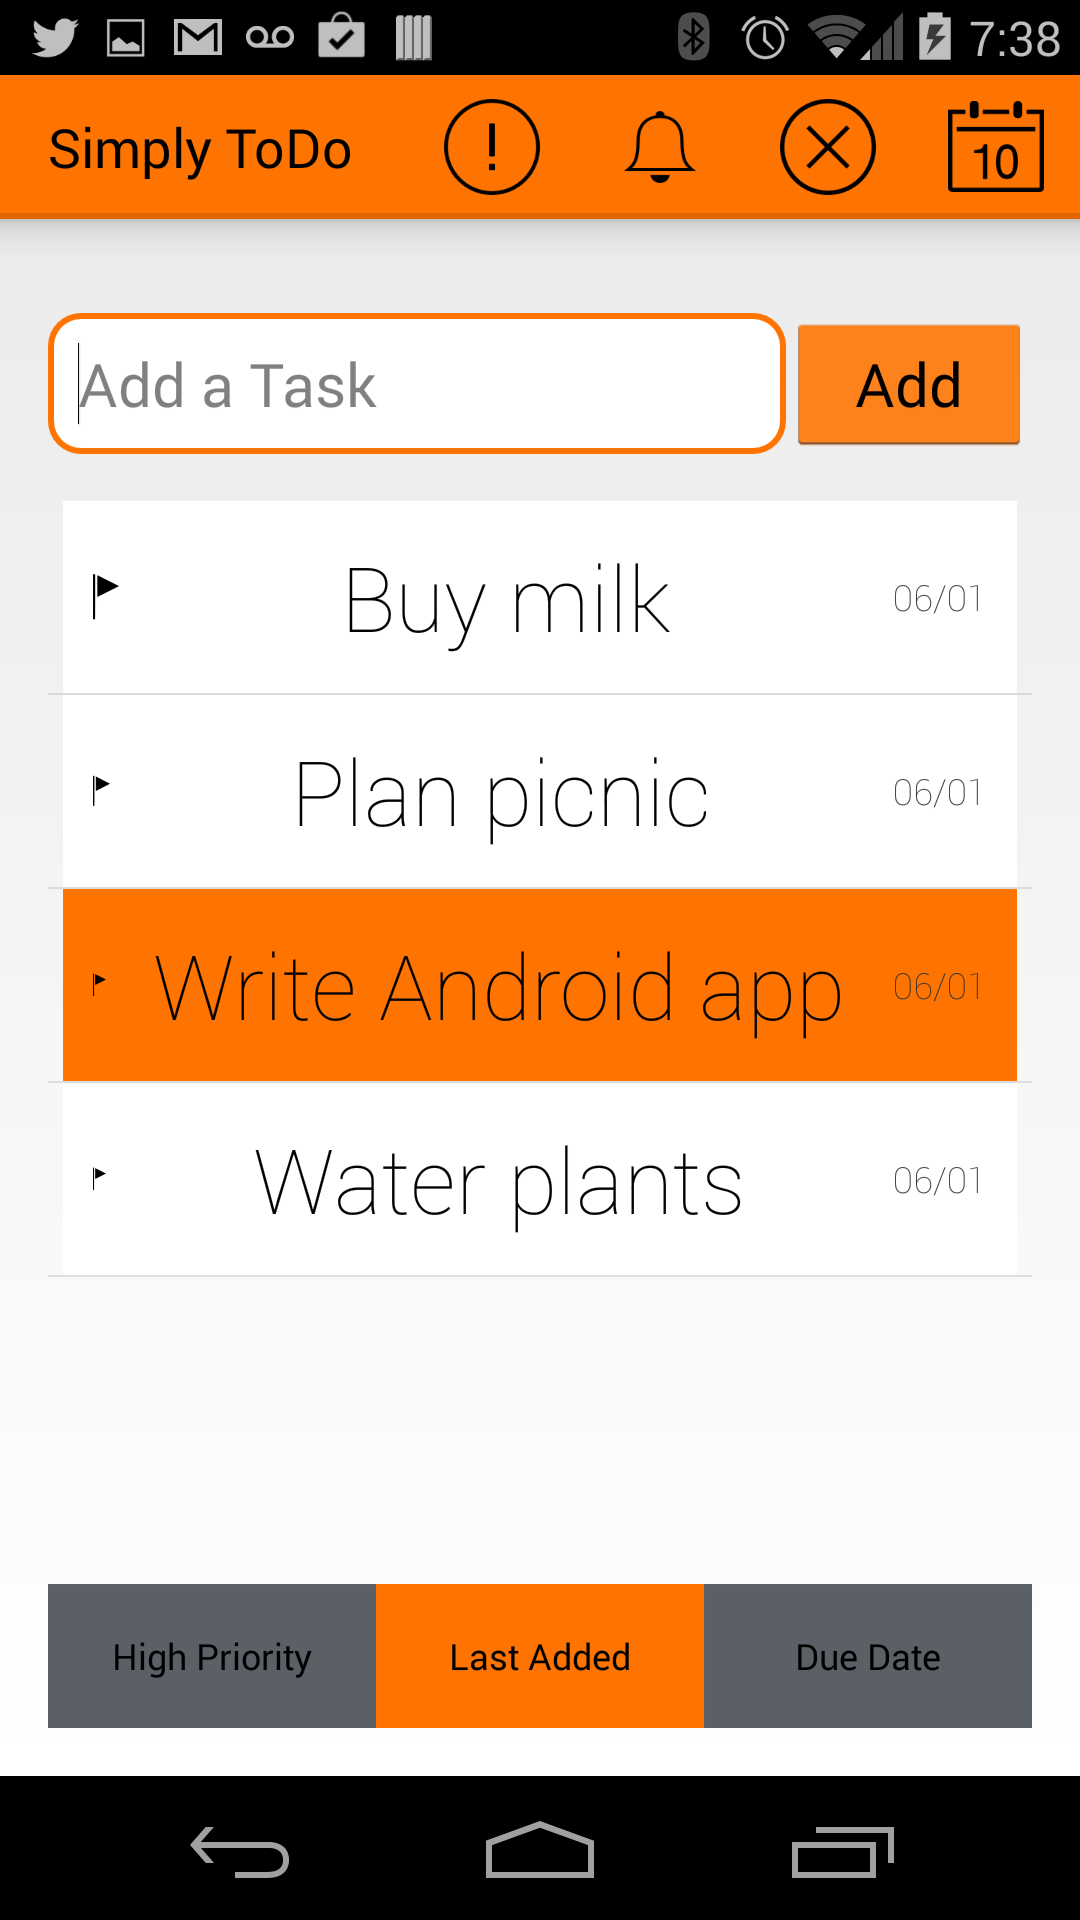 7:38
Simply ToDo ! 10
Add a Task Add
Buy milk 06/01
Plan picnic 06/01
Write Android app 06/01
Water plants 06/01
High Priority Last Added Due Date